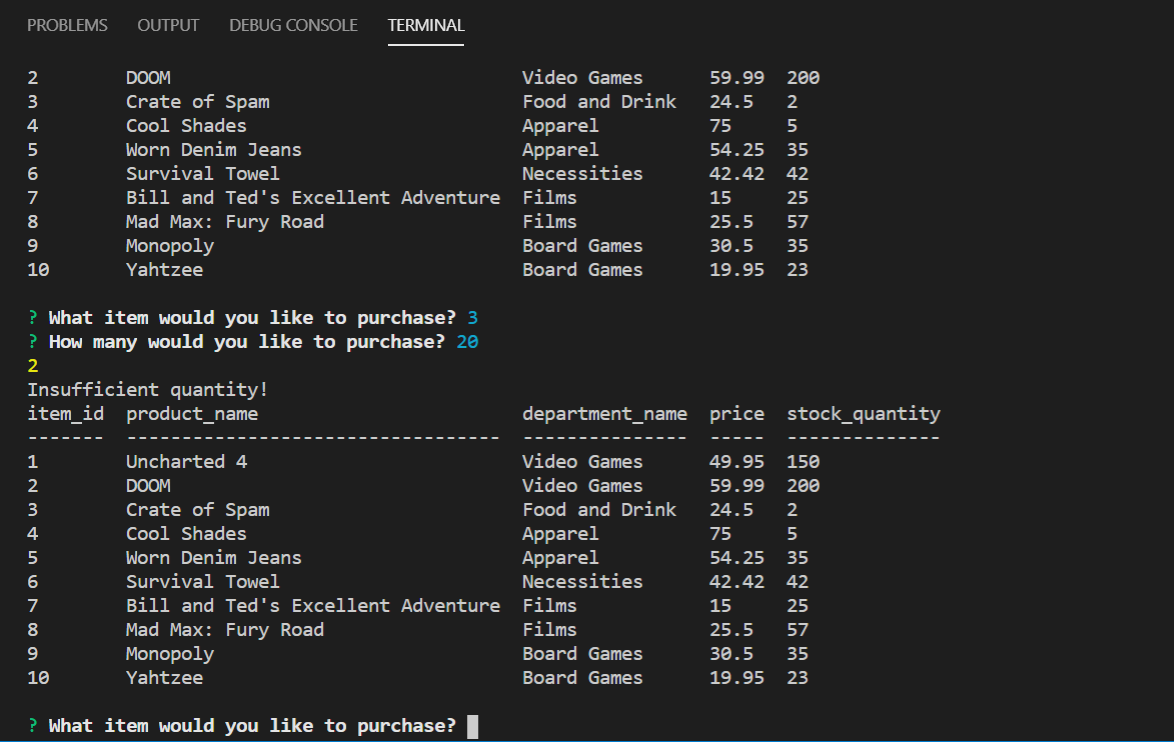 PROBLEMS OUTPUT DEBUG CONSOLE TERMINAL
2 DOOM Video Games 59.99 200
3 Crate of Spam Food and Drink 24.5 2
4 Cool Shades Apparel 75 5
5 Worn Denim Jeans Apparel 54.25 35
6 Survival Towel Necessities 42.42 42
7 Bill and Ted's Excellent Adventure Films 15 25
8 Mad Max: Fury Road Films 25.5 57
9 Monopoly Board Games 30.5 35
10 Yahtzee Board Games 19.95 23
? What item would you like to purchase? 3
? How many would you like to purchase? 20
2
Insufficient quantity!
item_id product_name department_name price stock_quantity
------- ---------------------------------- --------------- ----- --------------
1 Uncharted 4 Video Games 49.95 150
2 DOOM Video Games 59.99 200
3 Crate of Spam Food and Drink 24.5 2
4 Cool Shades Apparel 75 5
5 Worn Denim Jeans Apparel 54.25 35
6 Survival Towel Necessities 42.42 42
7 Bill and Ted's Excellent Adventure Films 15 25
8 Mad Max: Fury Road Films 25.5 57
9 Monopoly Board Games 30.5 35
10 Yahtzee Board Games 19.95 23
? What item would you like to purchase?